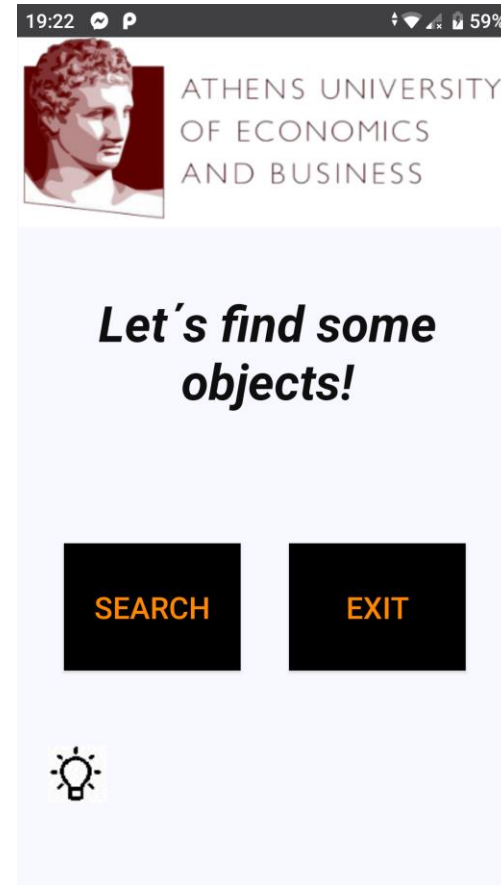 19:22 59%
ATHENS UNIVERSITY
OF ECONOMICS
AND BUSINESS
Let´s find some
objects!
SEARCH EXIT